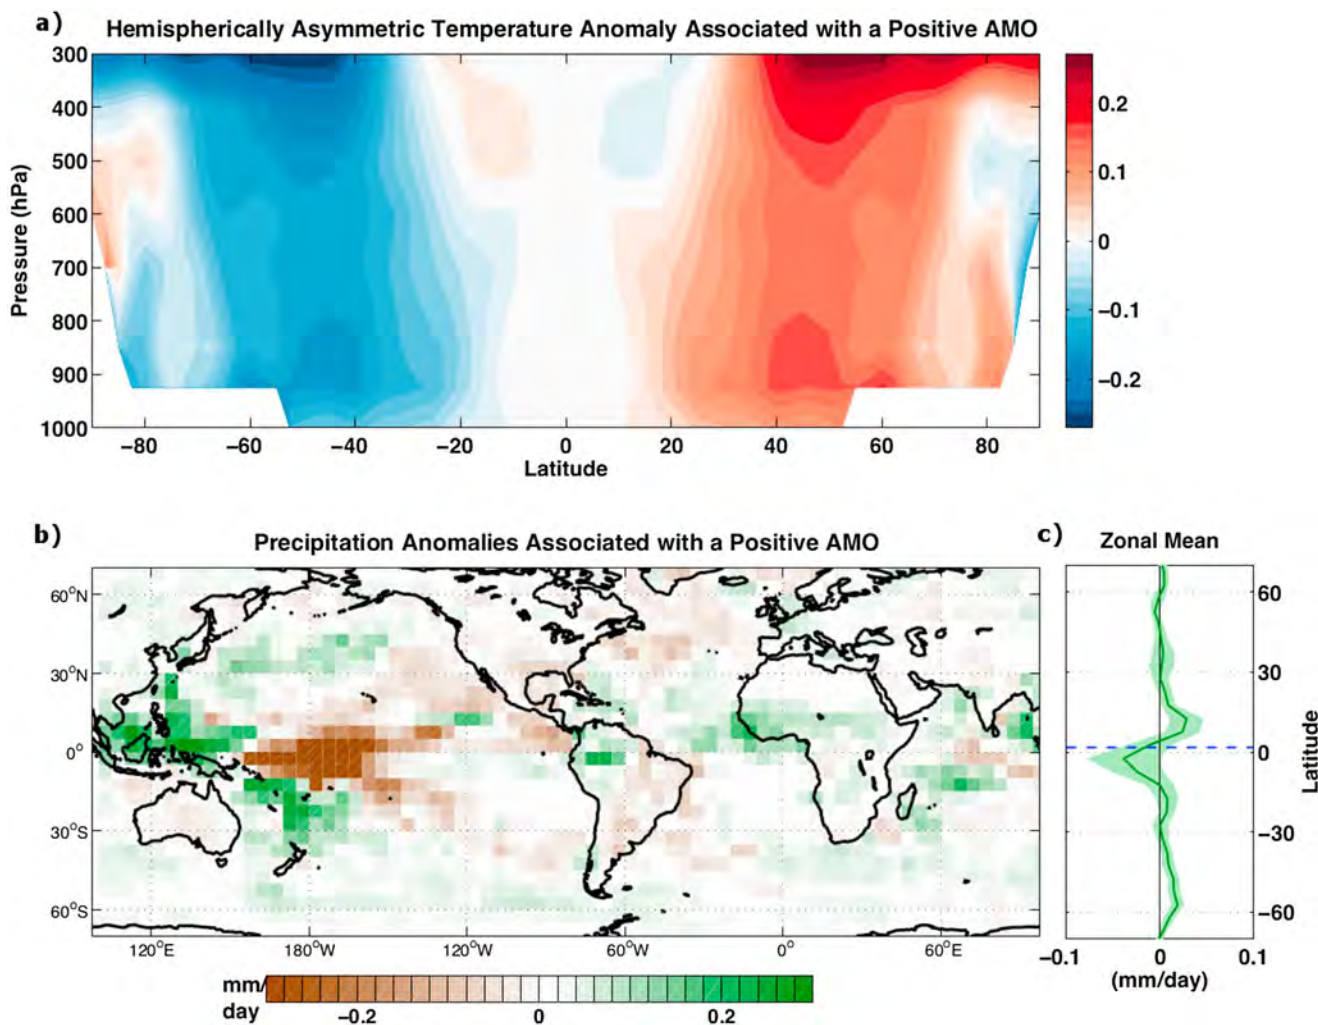 a)
Hemispherically Asymmetric Temperature Anomaly Associated with a Positive AMO
300
400
500
600
700
800
900
1000
Pressure (hPa)
−80 −60 −40 −20 0 20 40 60 80
Latitude
0.2
0.1
0
−0.1
−0.2
b)
Precipitation Anomalies Associated with a Positive AMO
60°N
30°N
0°
30°S
60°S
120°E 180°W 120°W 60°W 0° 60°E
mm/
day
−0.2 0 0.2
c)
Zonal Mean
60
30
0
−30
−60
Latitude
−0.1 0 0.1
(mm/day)